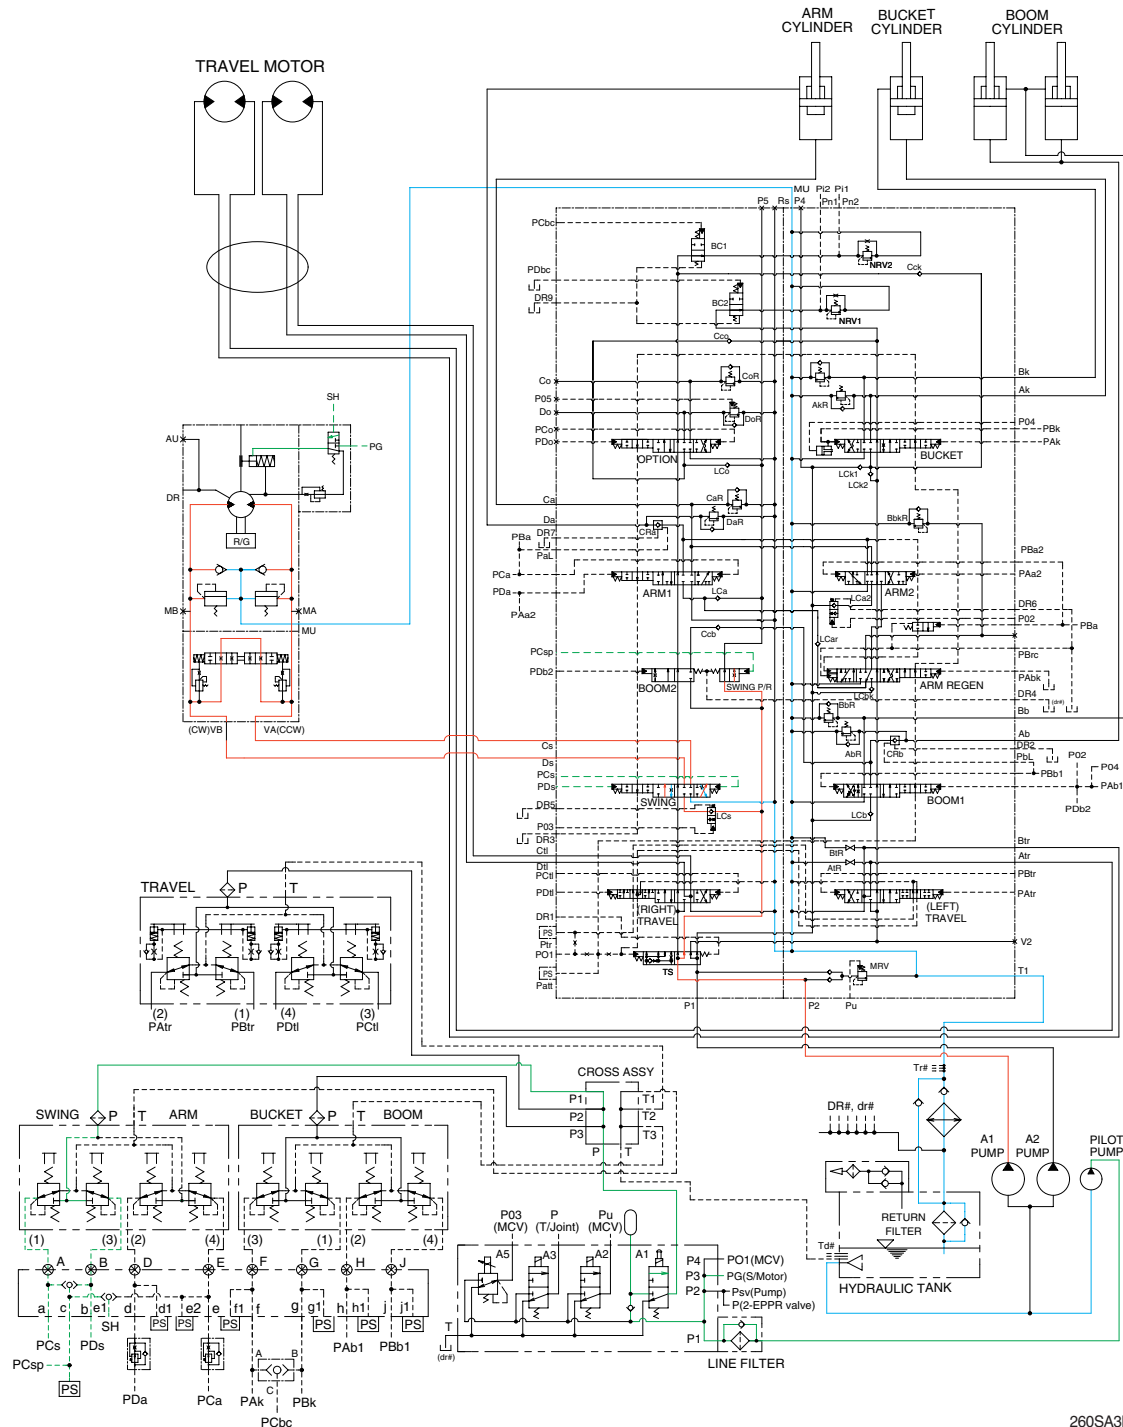 ARM
CYLINDER
BUCKET
CYLINDER
BOOM
CYLINDER
TRAVEL MOTOR
MU
P5 Rs P4
Pi2 Pi1
Pn1 Pn2
PCbc
BC1
NRV2
Cck
PDbc
DR9
BC2
NRV1
Cco
Co
CoR
Bk
AkR
Ak
SH
P05
Do
DoR
P04
PCo
PBk
AU
PG
PDo
PAk
OPTION
BUCKET
LCo
LCk1
LCk2
DR
Ca
CaR
Da
DaR
BbkR
R/G
DR7
CRa
PBa
PaL
PBa2
PCa
PAa2
PDa
ARM1
ARM2
PAa2
LCa
LCa2
DR6
MB
MA
MU
P02
Ccb
LCar
PBa
PCsp
PBrc
PDb2
PAbk
BOOM2
SWING P/R
ARM REGEN
LCbk
DR4
(dr#)
BbR
Bb
(CW)VB
VA(CCW)
AbR
CRb
Ab
Cs
DR2
Ds
PbL
P02
PCs
PBb1
P04
PDs
PAb1
SWING
BOOM1
PDb2
DR5
LCs
LCb
P03
DR3
Ctl
BtR
Btr
Dtl
AtR
Atr
PCtl
PBtr
TRAVEL
P
T
PDtl
PAtr
(RIGHT)
TRAVEL
(LEFT)
TRAVEL
DR1
PS
Ptr
V2
PO1
TS
MRV
PS
T1
Patt
P1
P2
Pu
(2)
(1)
(4)
(3)
PAtr
PBtr
PDtl
PCtl
CROSS ASSY
Tr#
P1
T1
P2
T2
P3
T3
P
T
SWING
P
T
ARM
BUCKET
P
T
BOOM
DR#, dr#
A1
PUMP
A2
PUMP
PILOT
PUMP
RETURN
FILTER
Td#
HYDRAULIC TANK
(1)
(3)
(2)
(4)
(3)
(1)
(2)
(4)
P03
(MCV)
P
(T/Joint)
Pu
(MCV)
A5
A3
A2
A1
P4
PO1(MCV)
P3
PG(S/Motor)
P2
Psv(Pump)
P(2-EPPR valve)
A
B
D
E
F
G
H
J
a
c
b
e1
d
d1
e2
e
f1
f
g
g1
h
h1
j
j1
SH
PS
PS
PS
PS
PS
PS
T
(dr#)
P1
LINE FILTER
PCs
PDs
PAb1
PBb1
PCsp
PS
PDa
PCa
A
B
C
PAk
PBk
PCbc